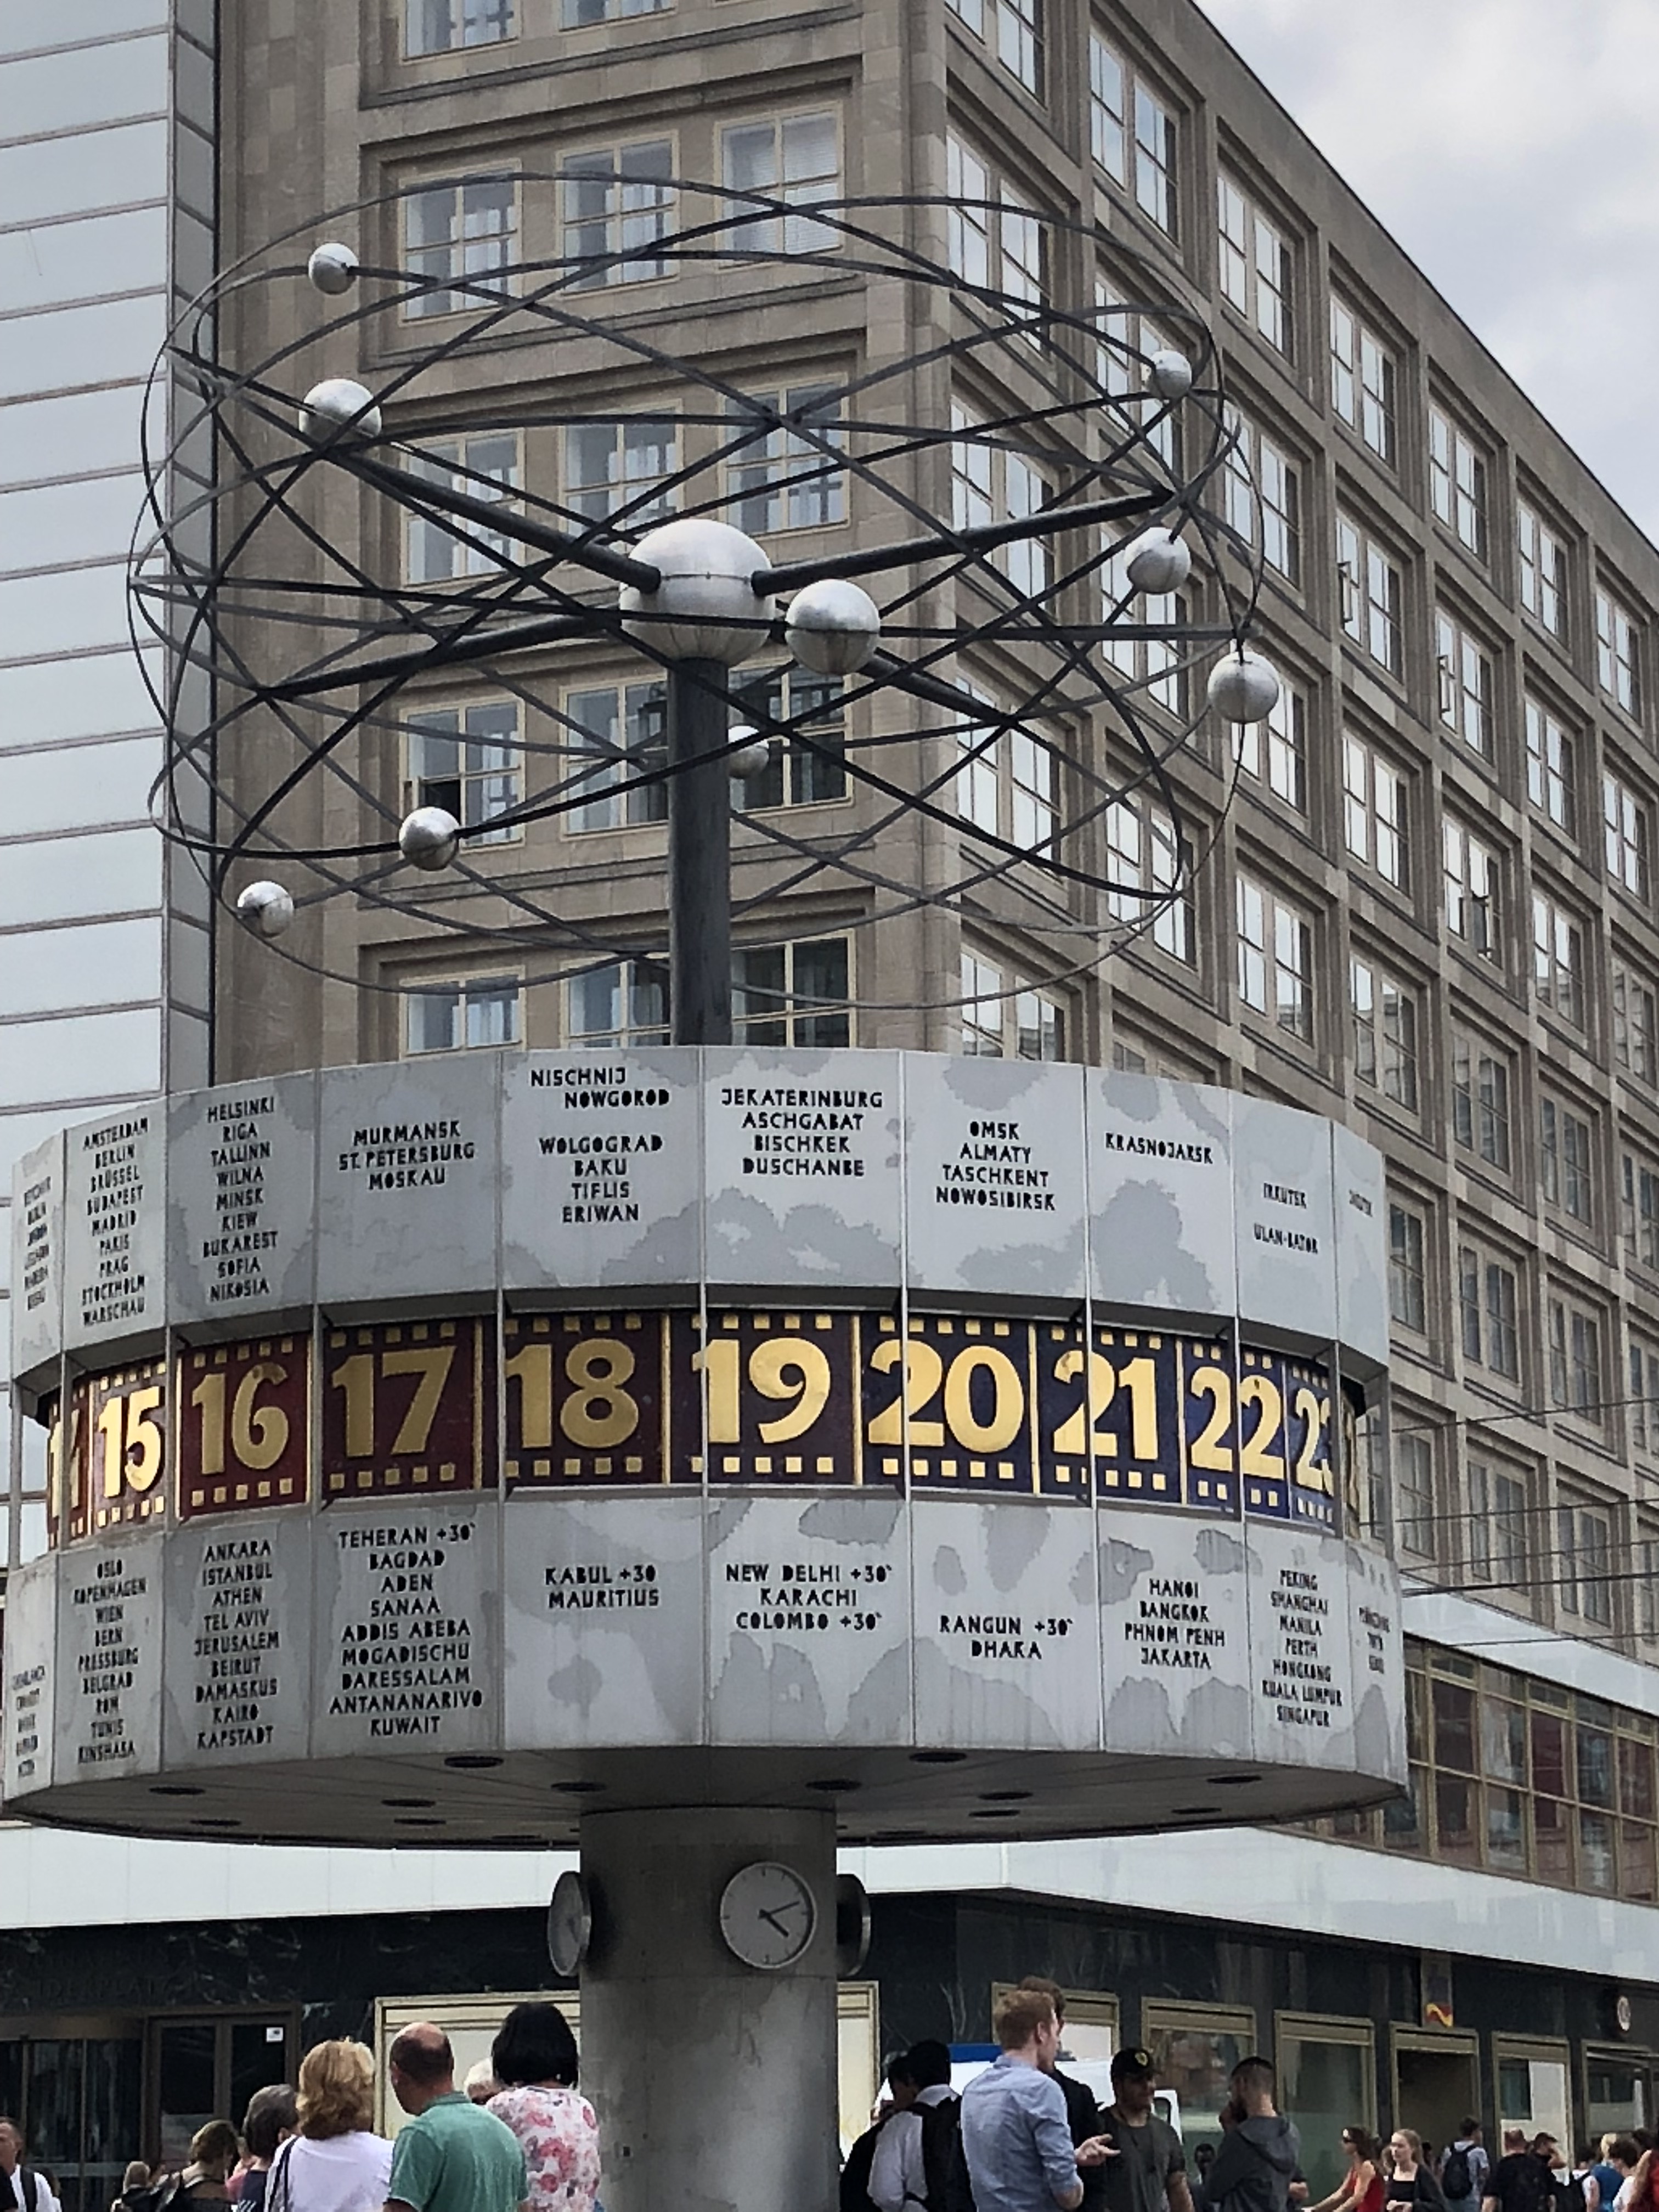 AMSTERDAM
BERLIN
BRÜSSEL
BUDAPEST
MADRID
PARIS
PRAG
STOCKHOLM
WARSCHAU
HELSINKI
RIGA
TALLINN
WILNA
MINSK
KIEW
BUKAREST
SOFIA
NIKOSIA
MURMANSK
ST. PETERSBURG
MOSKAU
NISCHNIJ
NOWGOROD
WOLGOGRAD
BAKU
TIFLIS
ERIWAN
JEKATERINBURG
ASCHGABAT
BISCHKEK
DUSCHANBE
OMSK
ALMATY
TASCHKENT
NOWOSIBIRSK
KRASNOJARSK
IRKUTSK
ULAN-BATOR
15 16 17 18 19 20 21 22 23
OSLO
KOPENHAGEN
WIEN
BERN
PRESSBURG
BELGRAD
ROM
TUNIS
KINSHASA
ANKARA
ISTANBUL
ATHEN
TEL AVIV
JERUSALEM
BEIRUT
DAMASKUS
KAIRO
KAPSTADT
TEHERAN +30`
BAGDAD
ADEN
SANAA
ADDIS ABEBA
MOGADISCHU
DARESSALAM
ANTANANARIVO
KUWAIT
KABUL +30
MAURITIUS
NEW DELHI +30`
KARACHI
COLOMBO +30`
RANGUN +30`
DHAKA
HANOI
BANGKOK
PHNOM PENH
JAKARTA
PEKING
SHANGHAI
MANILA
PERTH
HONGKONG
KUALA LUMPUR
SINGAPUR